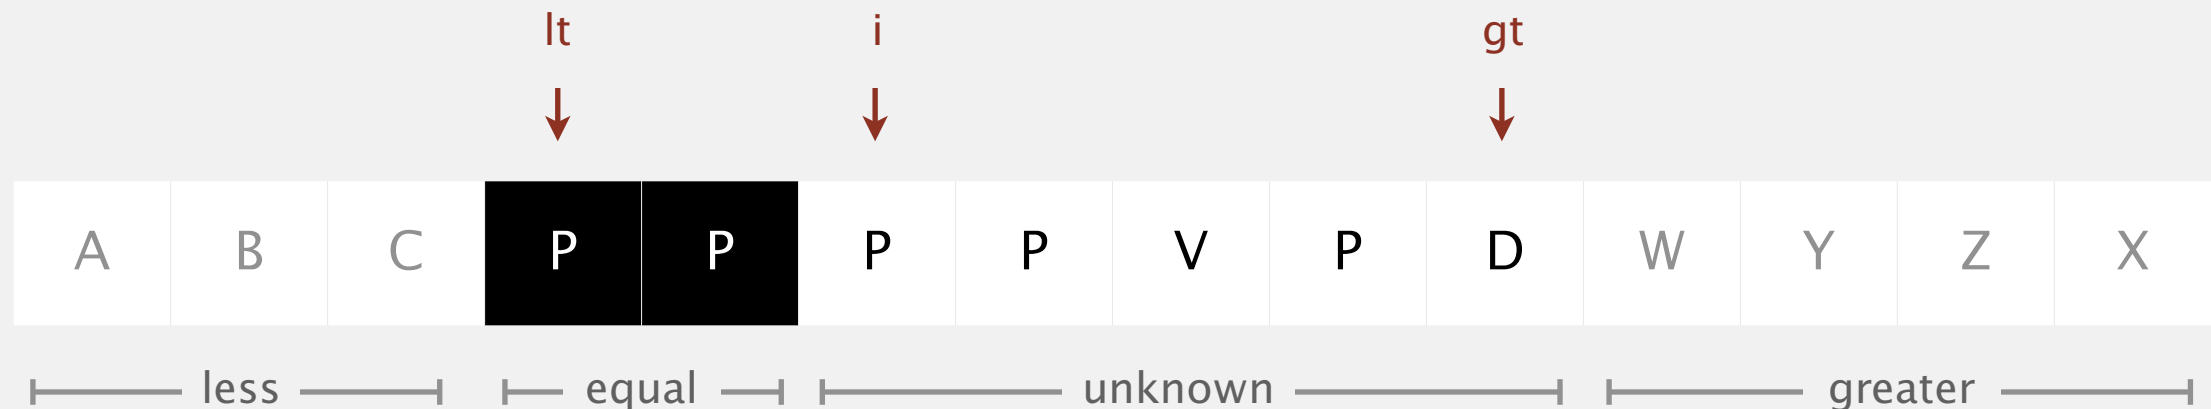 lt i gt
A B C P P P P V P D W Y Z X
less equal unknown greater